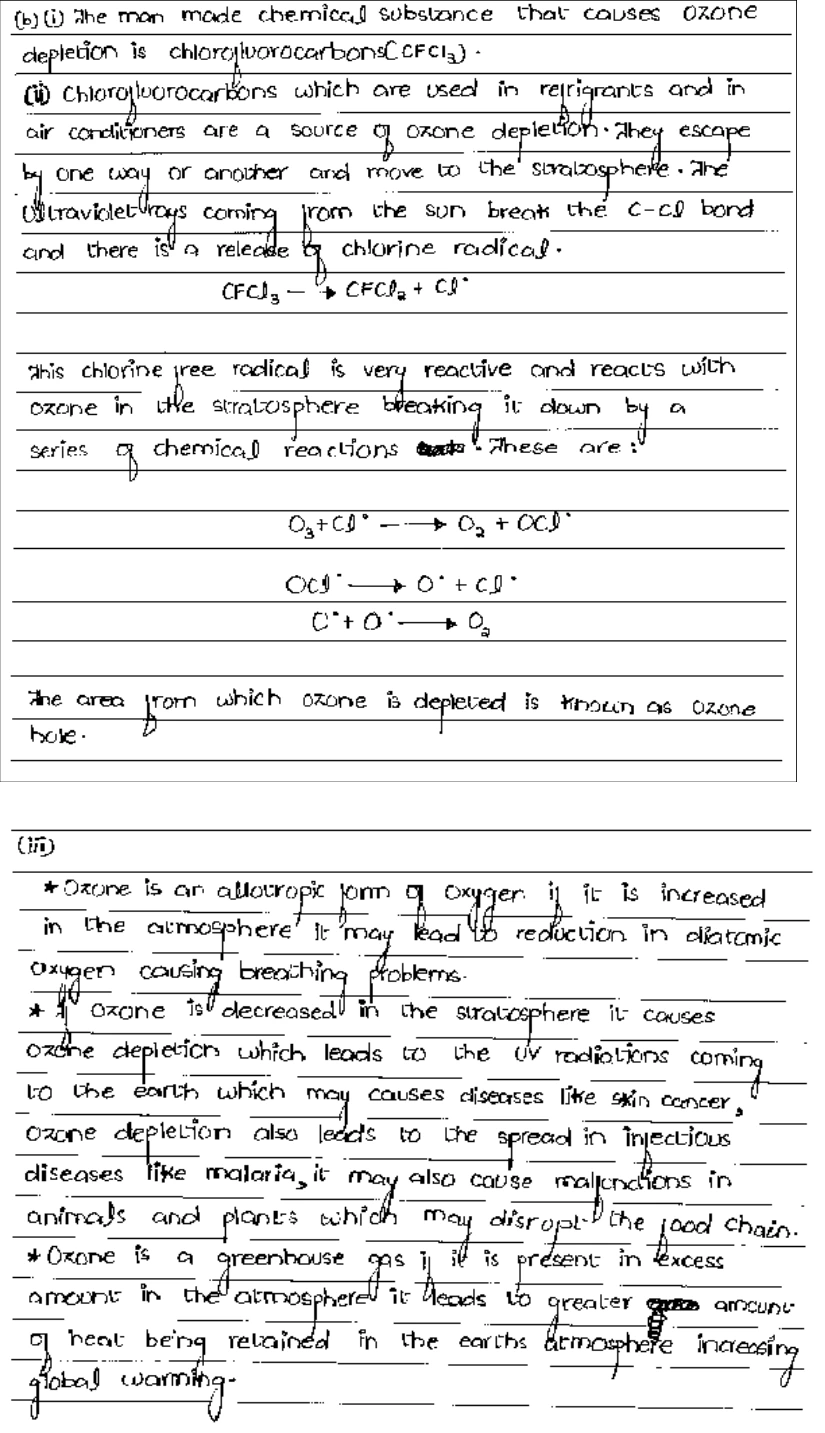 (b)(i) The man made chemical substance that causes ozone
depletion is chlorofluorocarbons(CFCl₃).
(ii) Chlorofluorocarbons which are used in refrigrants and in
air conditioners are a source of ozone depletion. They escape
by one way or another and move to the stratosphere. The
Ultraviolet rays coming from the sun break the C-Cl bond
and there is a release of chlorine radical.
CFCl₃ —→ CFCl₂ + Cl•
This chlorine free radical is very reactive and reacts with
ozone in the stratosphere breaking it down by a
series of chemical reactions. These are:
O₃ + Cl• —→ O₂ + OCl•
OCl• —→ O• + Cl•
O• + O• —→ O₂
The area from which ozone is depleted is known as ozone
hole.
(iii)
* Ozone is an allotropic form of oxygen if it is increased
in the atmosphere it may lead to reduction in diatomic
oxygen causing breathing problems.
* If ozone is decreased in the stratosphere it causes
ozone depletion which leads to the UV radiations coming
to the earth which may causes diseases like skin cancer,
ozone depletion also leads to the spread in infectious
diseases like malaria, it may also cause malfunctions in
animals and plants which may disrupt the food chain.
* Ozone is a greenhouse gas if it is present in excess
amount in the atmosphere it leads to greater amount
of heat being retained in the earths atmosphere increasing
global warming.